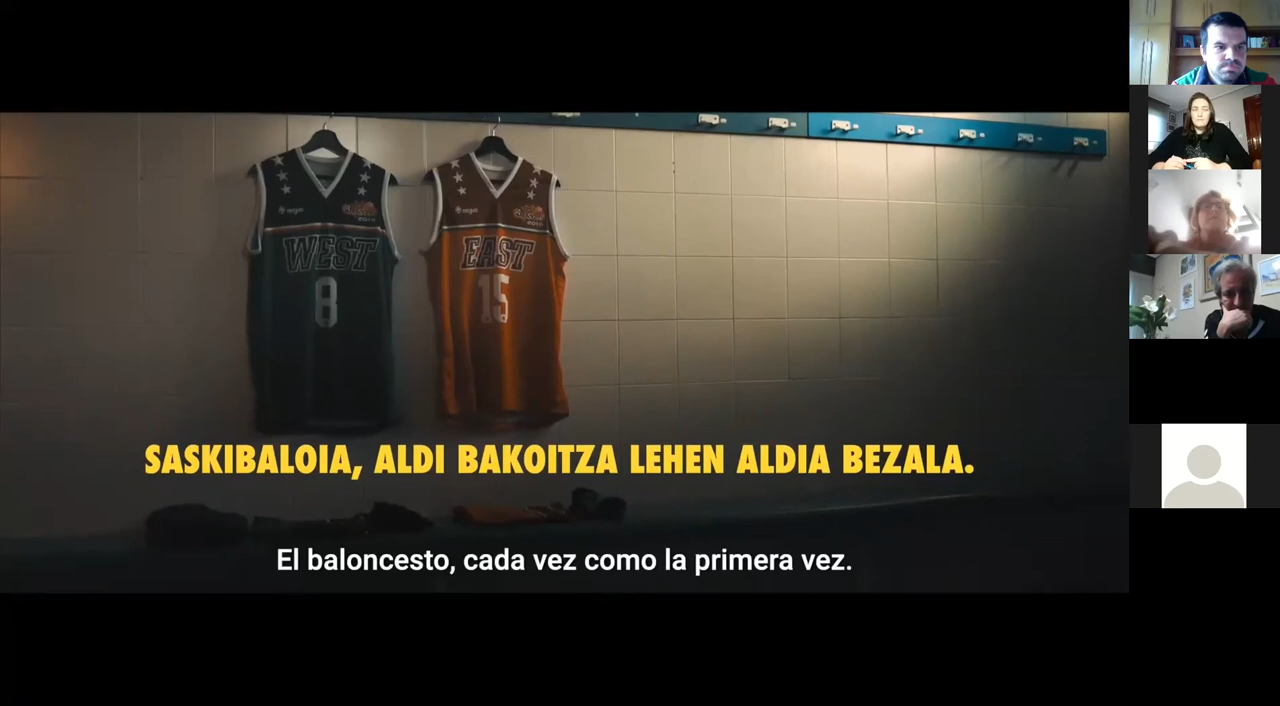 WEST
8
EAST
15
SASKIBALOIA, ALDI BAKOITZA LEHEN ALDIA BEZALA.
El baloncesto, cada vez como la primera vez.